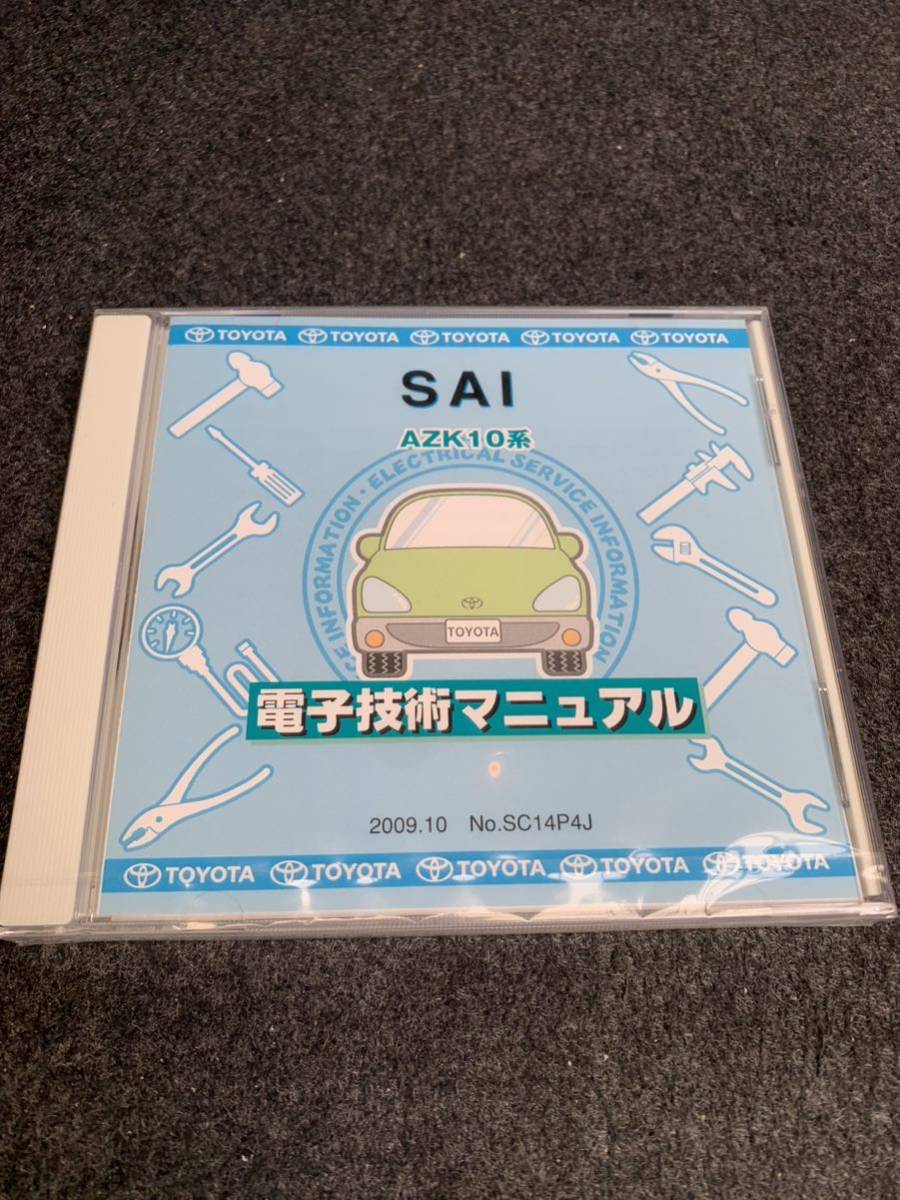 TOYOTA TOYOTA TOYOTA TOYOTA TOYOTA
SAI
AZK10系
INFORMATION・ELECTRICAL SERVICE INFORMATION
TOYOTA
電子技術マニュアル
2009.10 No.SC14P4J
TOYOTA TOYOTA TOYOTA TOYOTA TOYOTA